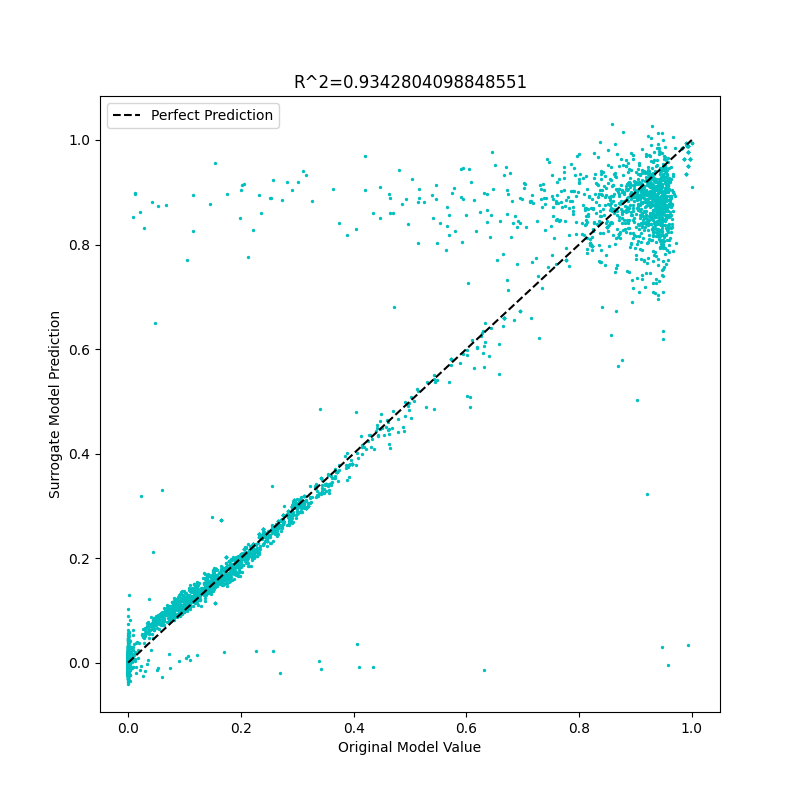 R^2=0.9342804098848551
Perfect Prediction
1.0
0.8
0.6
0.4
0.2
0.0
Surrogate Model Prediction
0.0 0.2 0.4 0.6 0.8 1.0
Original Model Value